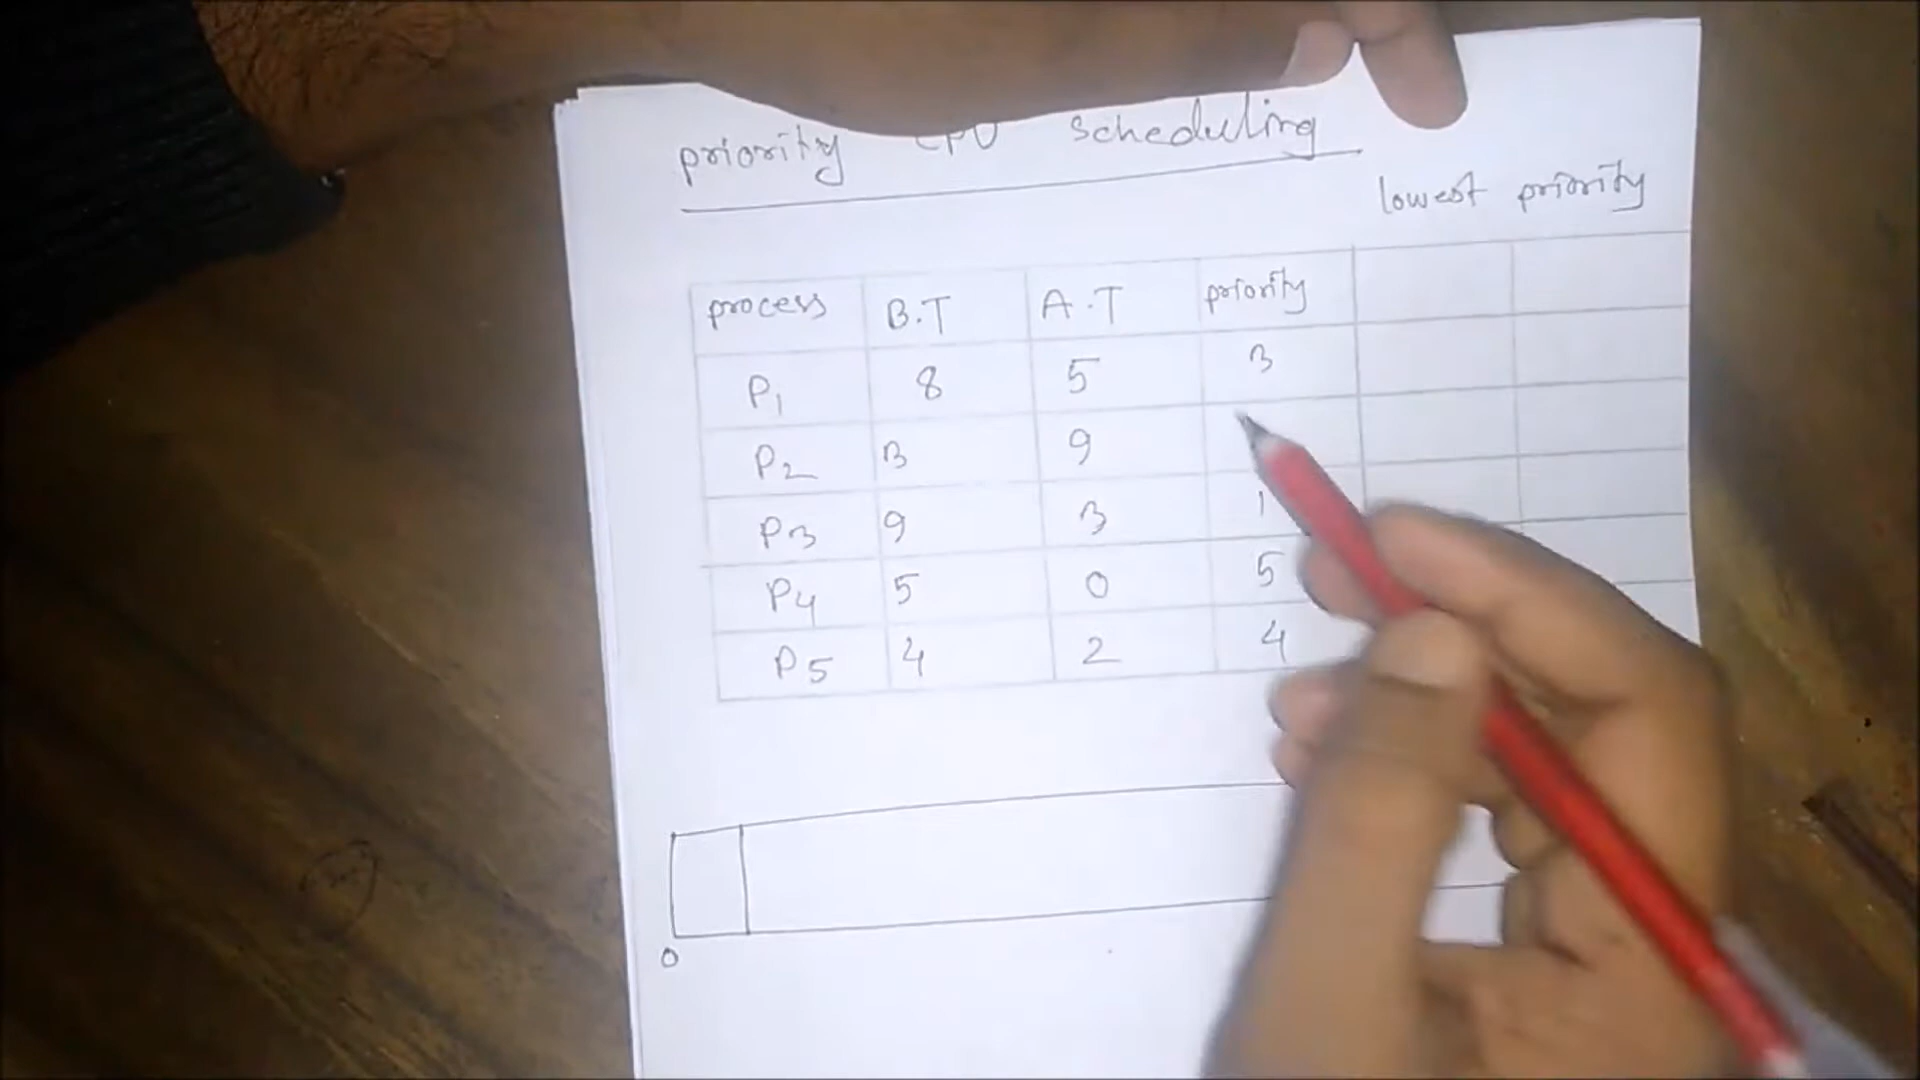 priority CPU scheduling
lowest priority
process B.T A.T priority
P1 8 5 3
P2 3 9
P3 9 3 1
P4 5 0 5
P5 4 2 4
0